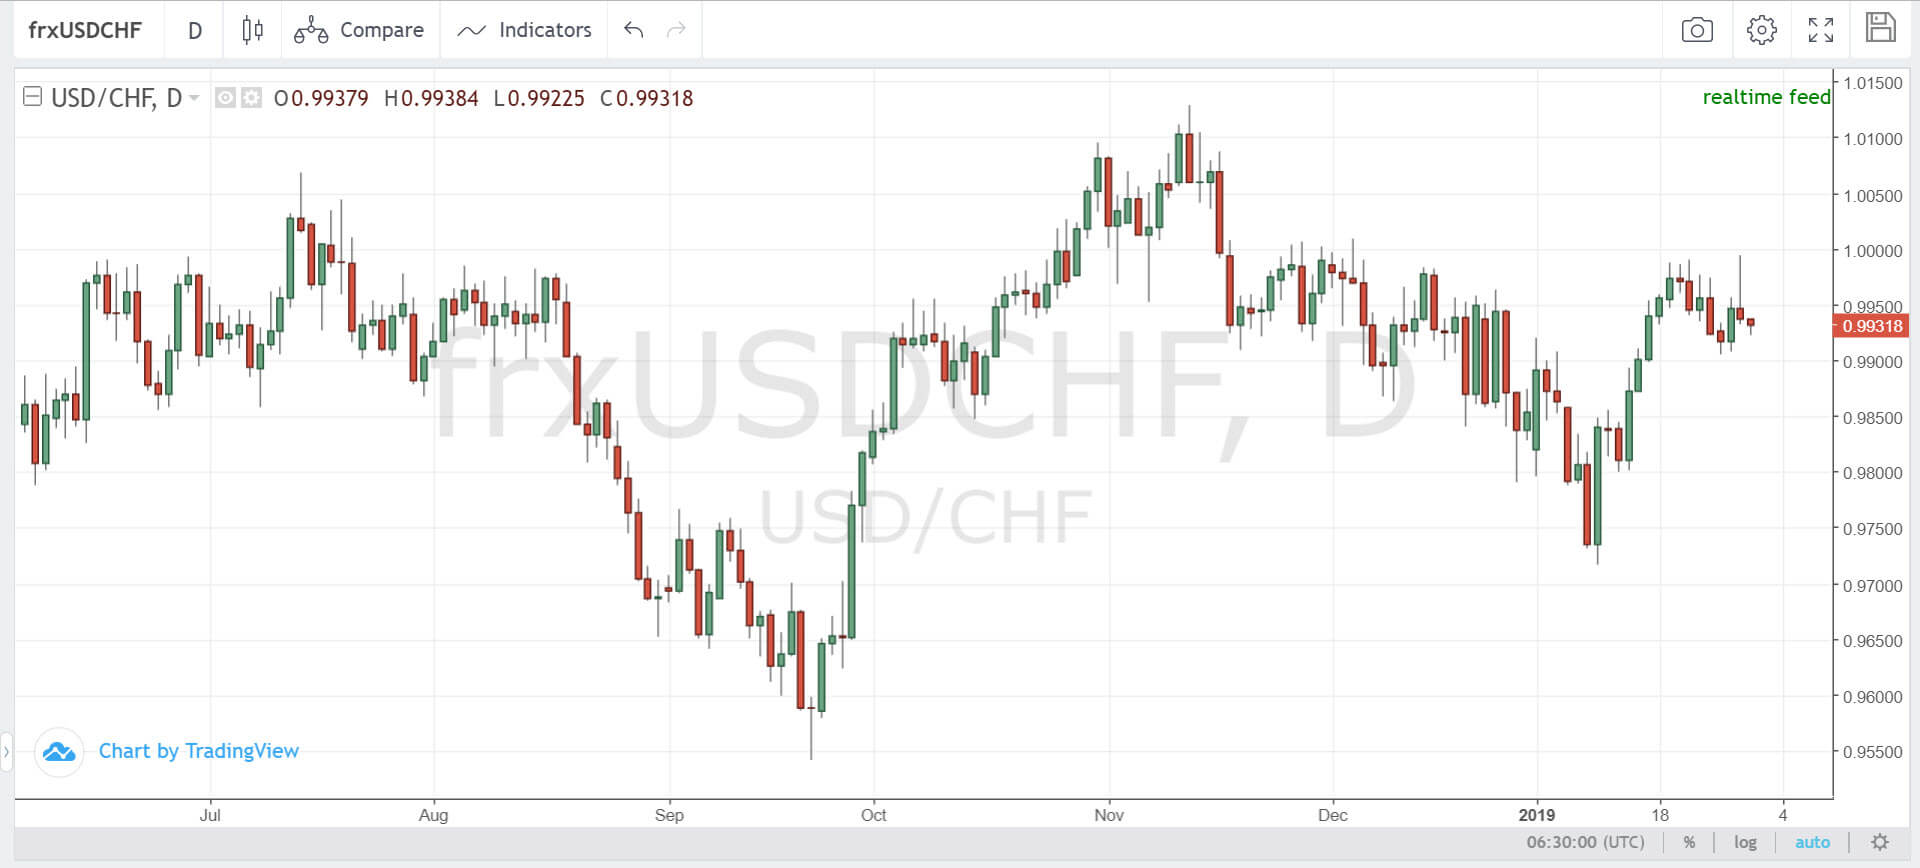 frxUSDCHF D Compare Indicators
USD/CHF, D O0.99379 H0.99384 L0.99225 C0.99318
realtime feed
1.01500
1.01000
1.00500
1.00000
0.99500
0.99318
0.99000
0.98500
0.98000
0.97500
0.97000
0.96500
0.96000
0.95500
frxUSDCHF, D
USD/CHF
Chart by TradingView
Jul Aug Sep Oct Nov Dec 2019 18 4
06:30:00 (UTC) % log auto